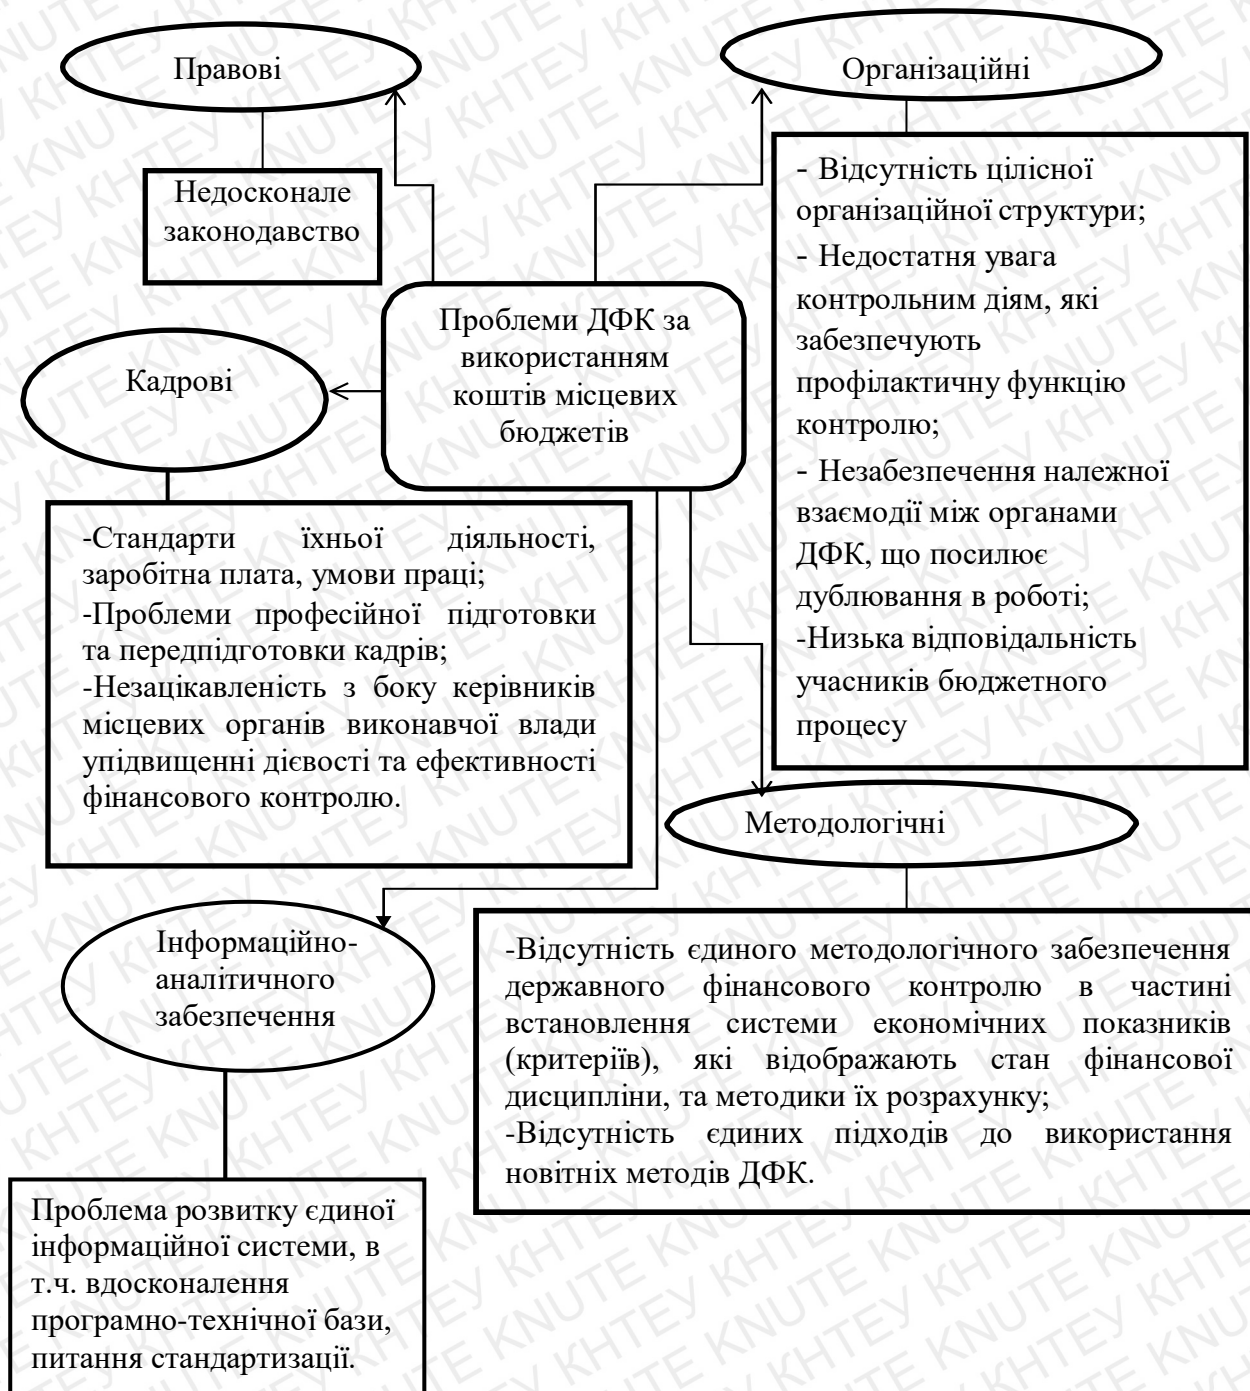 Правові
Організаційні
Недосконале
законодавство
- Відсутність цілісної
організаційної структури;
- Недостатня увага
контрольним діям, які
забезпечують
профілактичну функцію
контролю;
- Незабезпечення належної
взаємодії між органами
ДФК, що посилює
дублювання в роботі;
-Низька відповідальність
учасників бюджетного
процесу
Проблеми ДФК за
використанням
коштів місцевих
бюджетів
Кадрові
-Стандарти їхньої діяльності,
заробітна плата, умови праці;
-Проблеми професійної підготовки
та передпідготовки кадрів;
-Незацікавленість з боку керівників
місцевих органів виконавчої влади
упідвищенні дієвості та ефективності
фінансового контролю.
Методологічні
-Відсутність єдиного методологічного забезпечення
державного фінансового контролю в частині
встановлення системи економічних показників
(критеріїв), які відображають стан фінансової
дисципліни, та методики їх розрахунку;
-Відсутність єдиних підходів до використання
новітніх методів ДФК.
Інформаційно-
аналітичного
забезпечення
Проблема розвитку єдиної
інформаційної системи, в
т.ч. вдосконалення
програмно-технічної бази,
питання стандартизації.